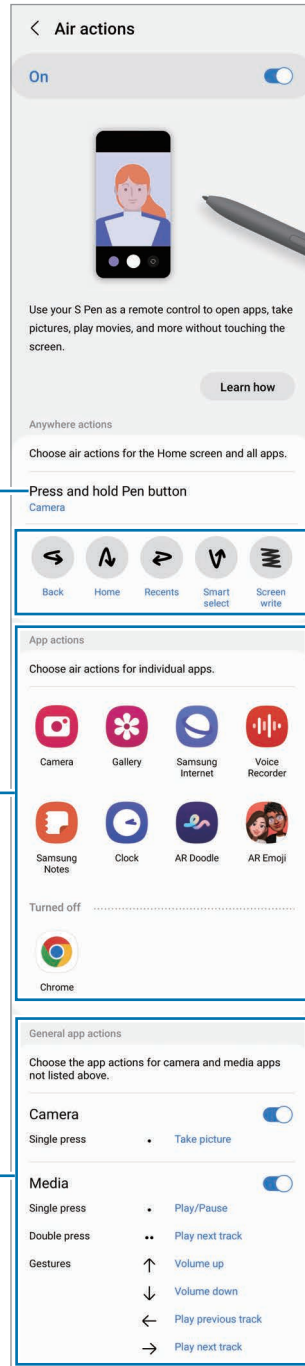 Air actions
On
Use your S Pen as a remote control to open apps, take
pictures, play movies, and more without touching the
screen.
Learn how
Anywhere actions
Choose air actions for the Home screen and all apps.
Press and hold Pen button
Camera
Back Home Recents Smart select Screen write
App actions
Choose air actions for individual apps.
Camera Gallery Samsung Internet Voice Recorder
Samsung Notes Clock AR Doodle AR Emoji
Turned off
Chrome
General app actions
Choose the app actions for camera and media apps
not listed above.
Camera
Single press Take picture
Media
Single press Play/Pause
Double press Play next track
Gestures ↑ Volume up
↓ Volume down
← Play previous track
→ Play next track